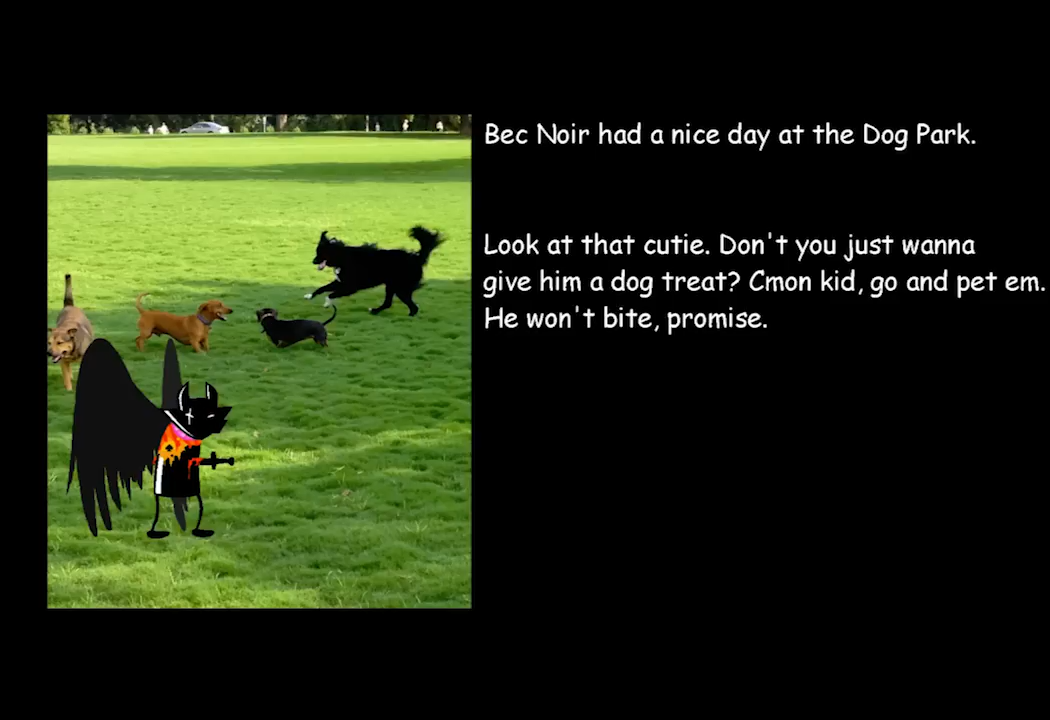 Bec Noir had a nice day at the Dog Park.
Look at that cutie. Don't you just wanna
give him a dog treat? Cmon kid, go and pet em.
He won't bite, promise.